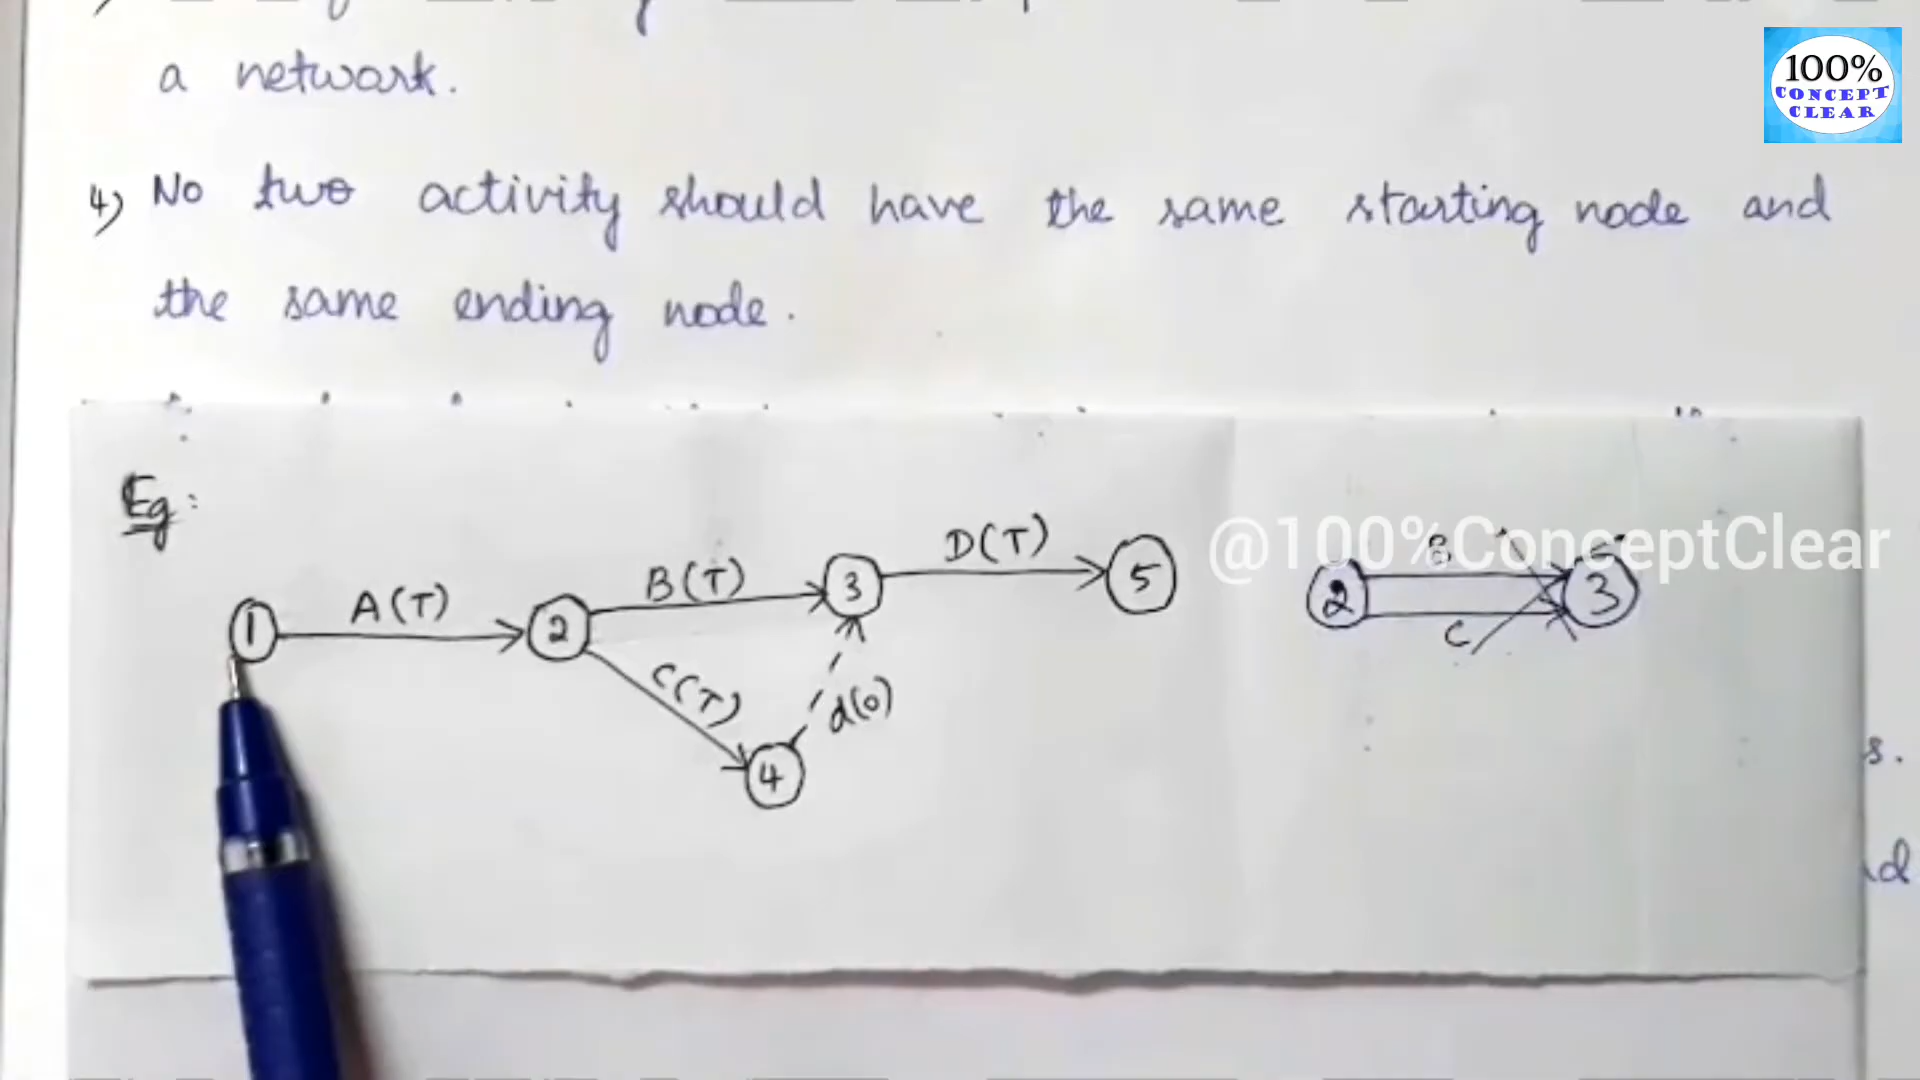 100%
CONCEPT
CLEAR
a network.
4) No two activity should have the same starting node and
the same ending node.
Eg:
@100%ConceptClear
1 A(T) 2 B(T) 3 D(T) 5
C(T) 4 d(0)
2 B 3
C
s.